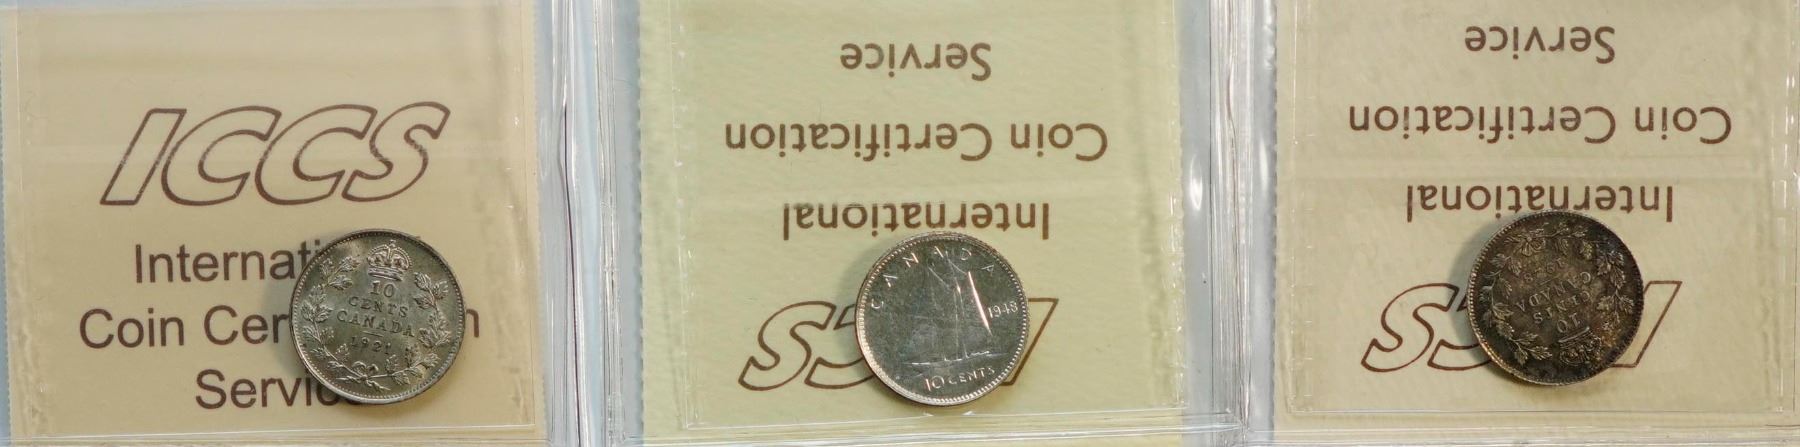 ICCS
Internati
Coin Cer n
Servic
10
CENTS
CANADA
1921
Service
Coin Certification
International
ICCS
CANADA
1948
10 CENTS
Service
Coin Certification
International
10
CENTS
CANADA